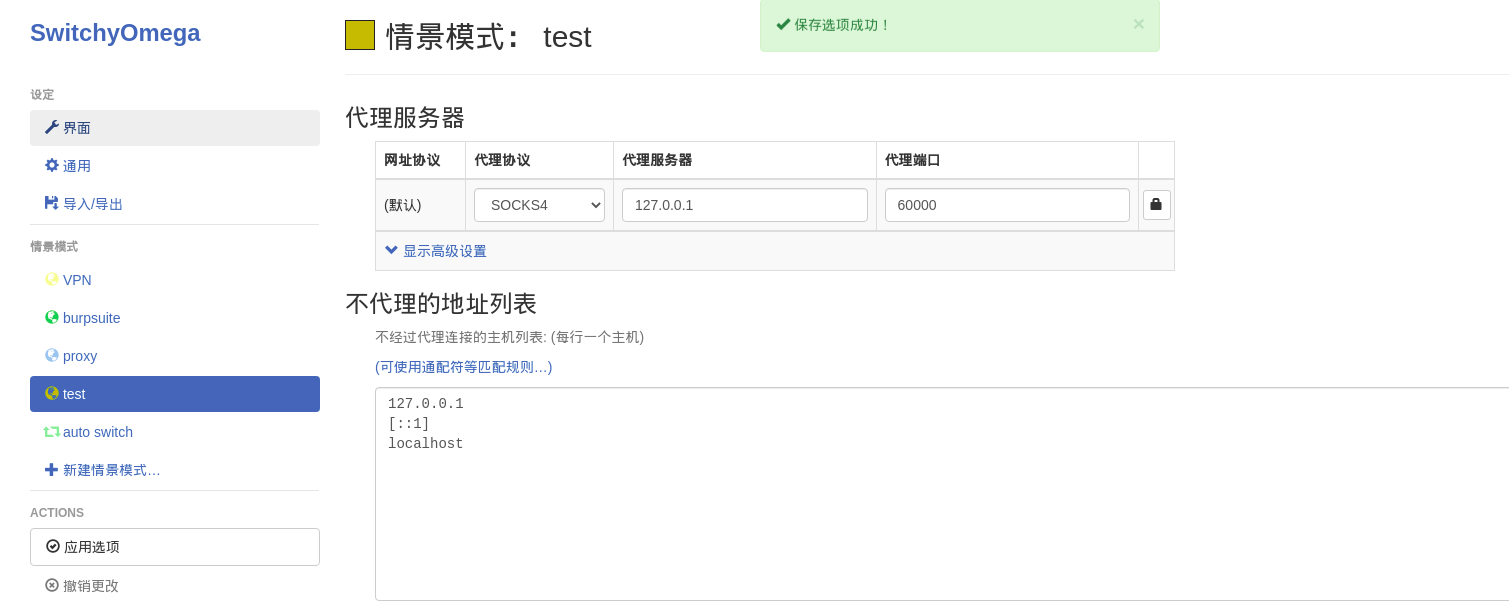 SwitchyOmega
设定
界面
通用
导入/导出
情景模式
VPN
burpsuite
proxy
test
auto switch
新建情景模式…
ACTIONS
应用选项
撤销更改
保存选项成功！ ×
情景模式： test
代理服务器
网址协议 代理协议 代理服务器 代理端口
(默认) SOCKS4 127.0.0.1 60000
显示高级设置
不代理的地址列表
不经过代理连接的主机列表: (每行一个主机)
(可使用通配符等匹配规则…)
127.0.0.1
[::1]
localhost